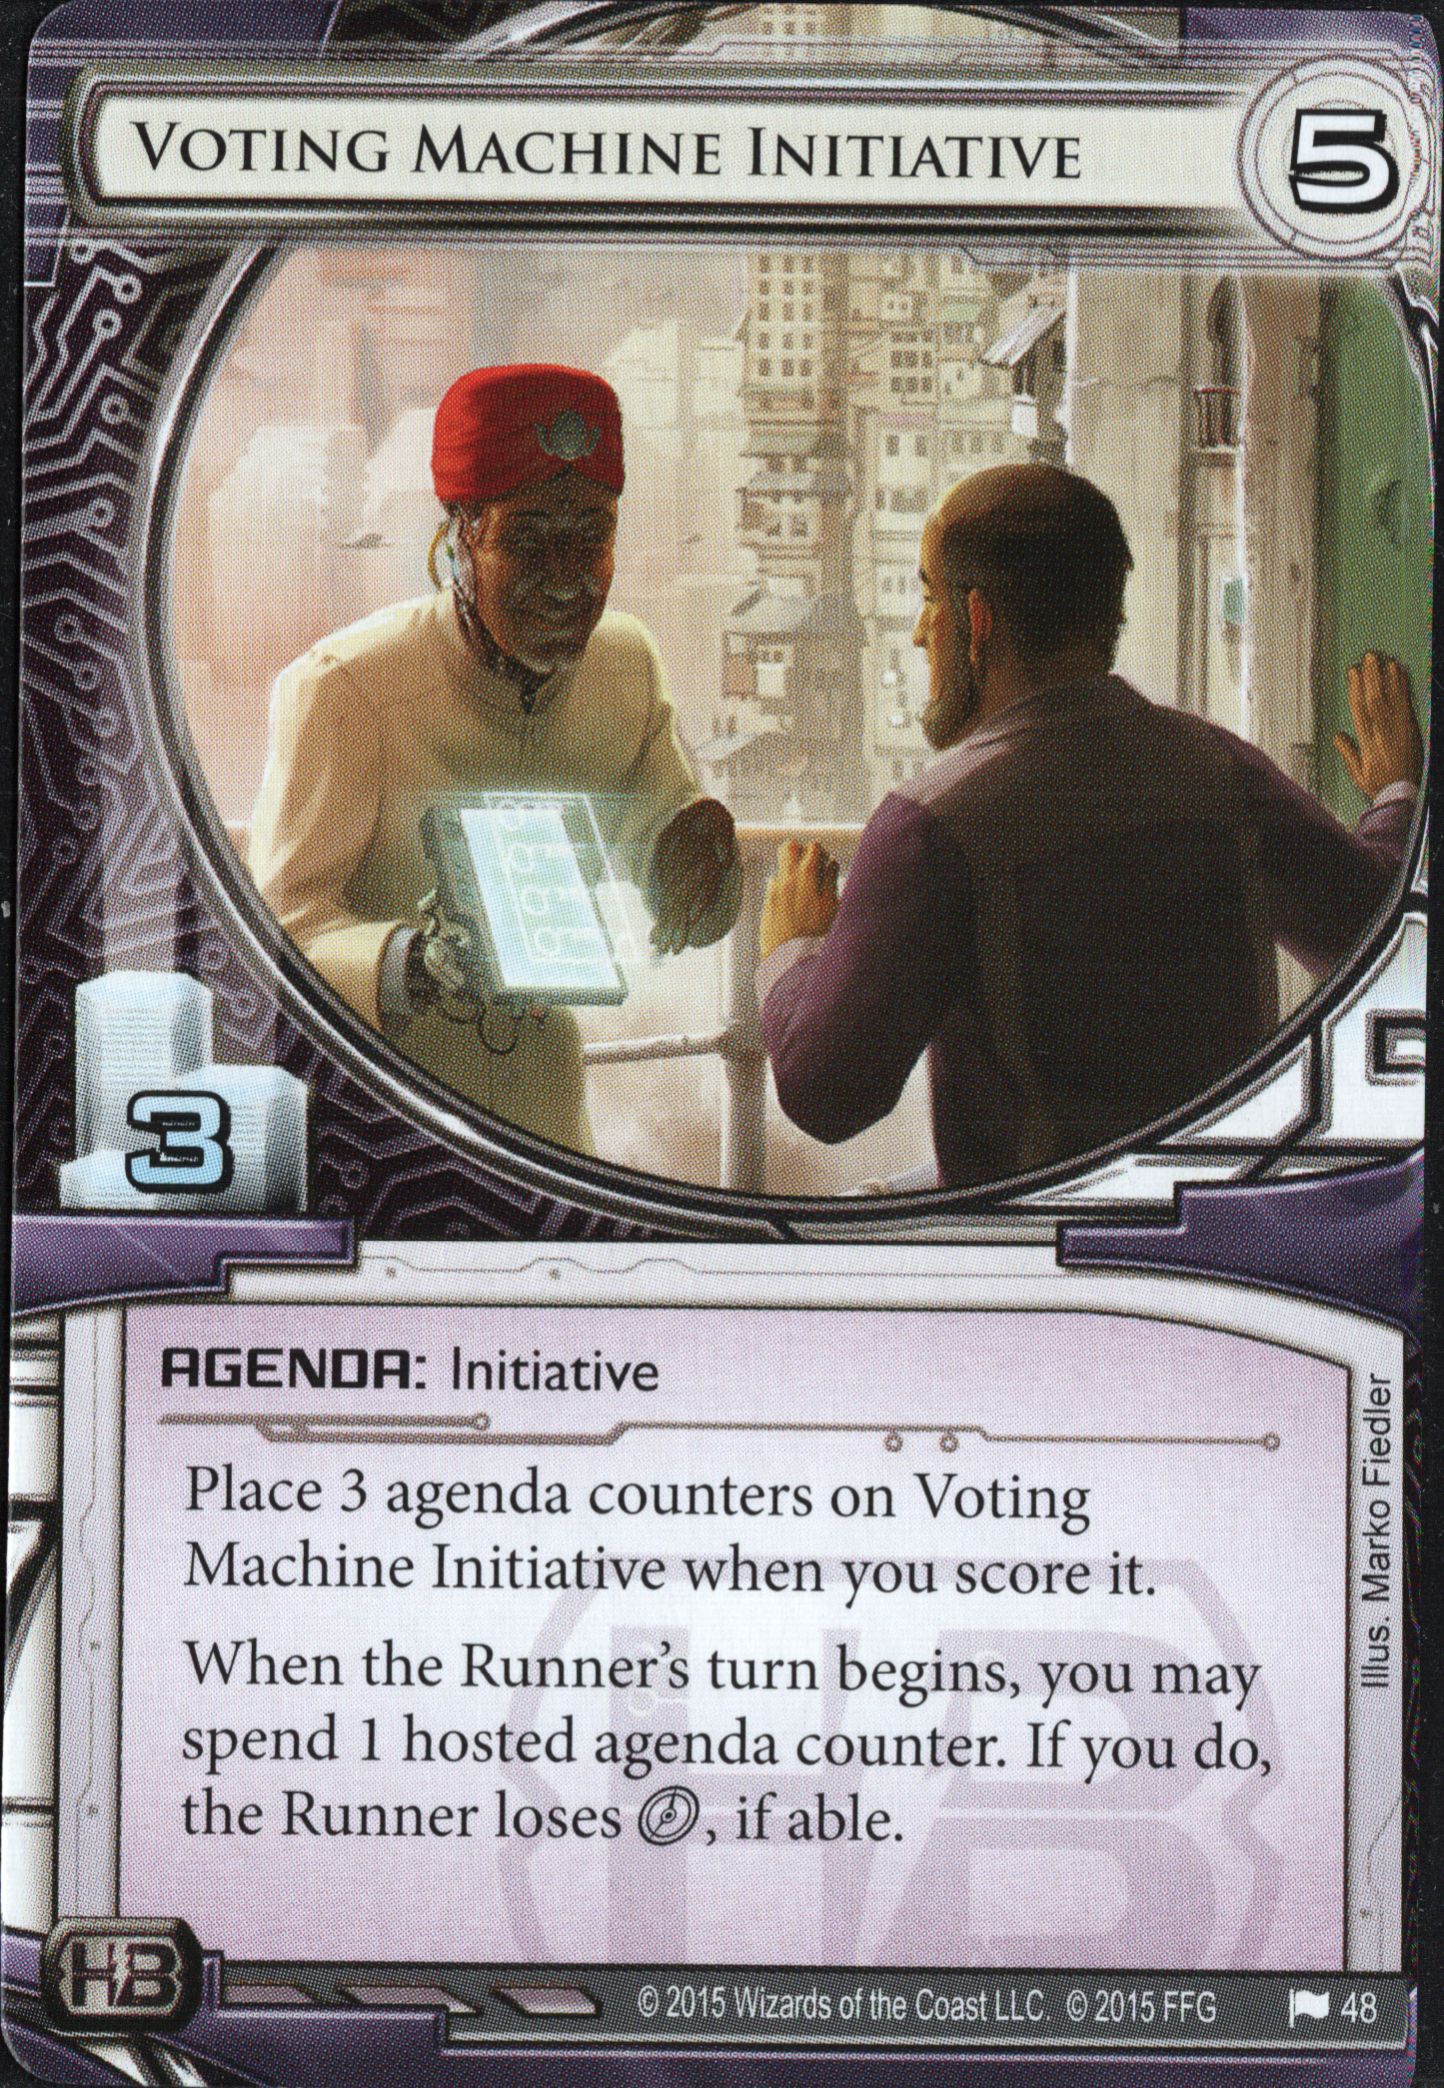 VOTING MACHINE INITIATIVE
5
3
AGENDA: Initiative
Place 3 agenda counters on Voting
Machine Initiative when you score it.
When the Runner's turn begins, you may
spend 1 hosted agenda counter. If you do,
the Runner loses , if able.
Illus. Marko Fiedler
HB
© 2015 Wizards of the Coast LLC. © 2015 FFG
48